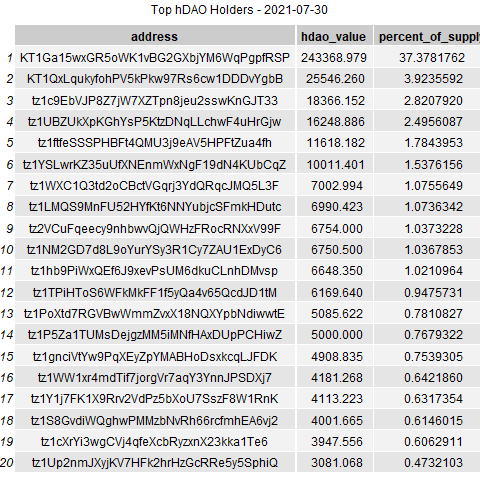 Top hDAO Holders - 2021-07-30
address hdao_value percent_of_supply
1 KT1Ga15wxGR5oWK1vBG2GXbjYM6WqPgpfRSP 243368.979 37.3781762
2 KT1QxLqukyfohPV5kPkw97Rs6cw1DDDvYgbB 25546.260 3.9235592
3 tz1c9EbVJP8Z7jW7XZTpn8jeu2sswKnGJT33 18366.152 2.8207920
4 tz1UBZUkXpKGhYsP5KtzDNqLLchwF4uHrGjw 16248.886 2.4956087
5 tz1ftfeSSSPHBFt4QMU3j9eAV5HPFtZua4fh 11618.182 1.7843953
6 tz1YSLwrKZ35uUfXNEnmWxNgF19dN4KUbCqZ 10011.401 1.5376156
7 tz1WXC1Q3td2oCBctVGqrj3YdQRqcJMQ5L3F 7002.994 1.0755649
8 tz1LMQS9MnFU52HYfKt6NNYubjcSFmkHDutc 6990.423 1.0736342
9 tz2VCuFqeecy9nhbwvQjQWHzFRocRNXxV99F 6754.000 1.0373228
10 tz1NM2GD7d8L9oYurYSy3R1Cy7ZAU1ExDyC6 6750.500 1.0367853
11 tz1hb9PiWxQEf6J9xevPsUM6dkuCLnhDMvsp 6648.350 1.0210964
12 tz1TPiHToS6WFkMkFF1f5yQa4v65QcdJD1tM 6169.640 0.9475731
13 tz1PoXtd7RGVBwWmmZvxX18NQXYpbNdiwwtE 5085.622 0.7810827
14 tz1P5Za1TUMsDejgzMM5iMNfHAxDUpPCHiwZ 5000.000 0.7679322
15 tz1gnciVtYw9PqXEyZpYMABHoDsxkcqLJFDK 4908.835 0.7539305
16 tz1WW1xr4mdTif7jorgVr7aqY3YnnJPSDXj7 4181.268 0.6421860
17 tz1Y1j7FK1X9Rrv2VdPz5bXoU7SszF8W1RnK 4113.223 0.6317354
18 tz1S8GvdiWQghwPMMzbNvRh66rcfmhEA6vj2 4001.665 0.6146015
19 tz1cXrYi3wgCVj4qfeXcbRyzxnX23kka1Te6 3947.556 0.6062911
20 tz1Up2nmJXyjKV7HFk2hrHzGcRRe5y5SphiQ 3081.068 0.4732103